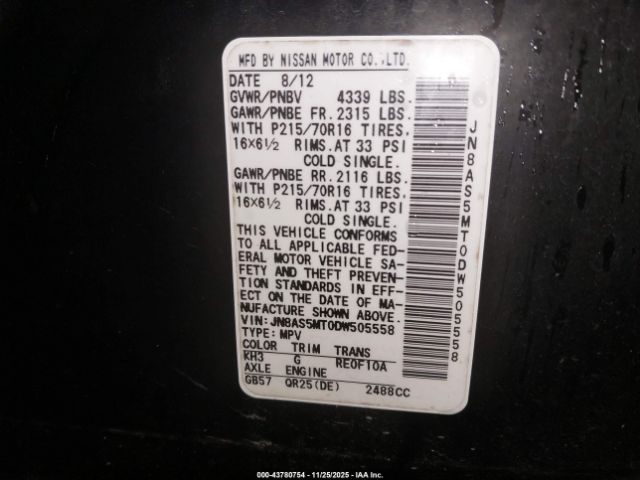 MFD BY NISSAN MOTOR CO.,LTD.
DATE 8/12
GVWR/PNBV 4339 LBS.
GAWR/PNBE FR. 2315 LBS.
WITH P215/70R16 TIRES,
16×6½ RIMS. AT 33 PSI
COLD SINGLE.
GAWR/PNBE RR. 2116 LBS.
WITH P215/70R16 TIRES,
16×6½ RIMS. AT 33 PSI
COLD SINGLE.
THIS VEHICLE CONFORMS
TO ALL APPLICABLE FED-
ERAL MOTOR VEHICLE SA-
FETY AND THEFT PREVEN-
TION STANDARDS IN EFF-
ECT ON THE DATE OF MA-
NUFACTURE SHOWN ABOVE.
VIN: JN8AS5MT0DW505558
TYPE: MPV
COLOR TRIM TRANS
KH3 G RE0F10A
AXLE ENGINE
GB57 QR25(DE) 2488CC
JN8AS5MT0DW505558
000-43780754 - 11/25/2025 - IAA Inc.